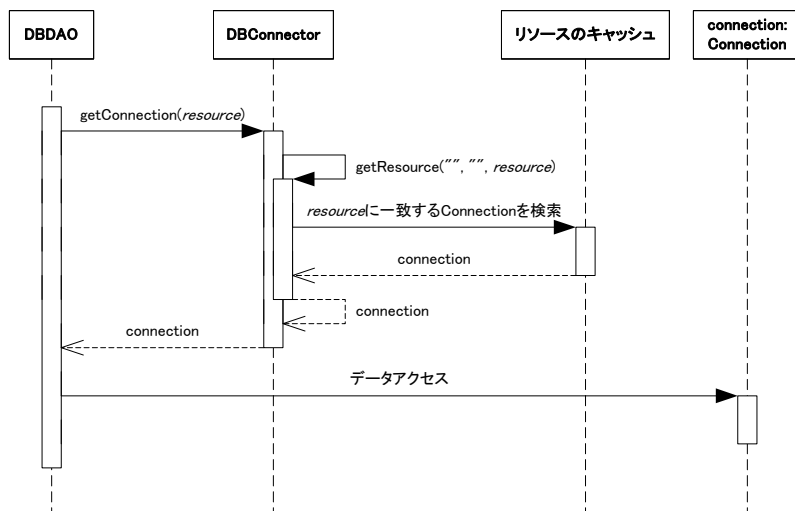 DBDAO
DBConnector
リソースのキャッシュ
connection:
Connection
getConnection(resource)
getResource("", "", resource)
resourceに一致するConnectionを検索
connection
connection
connection
データアクセス